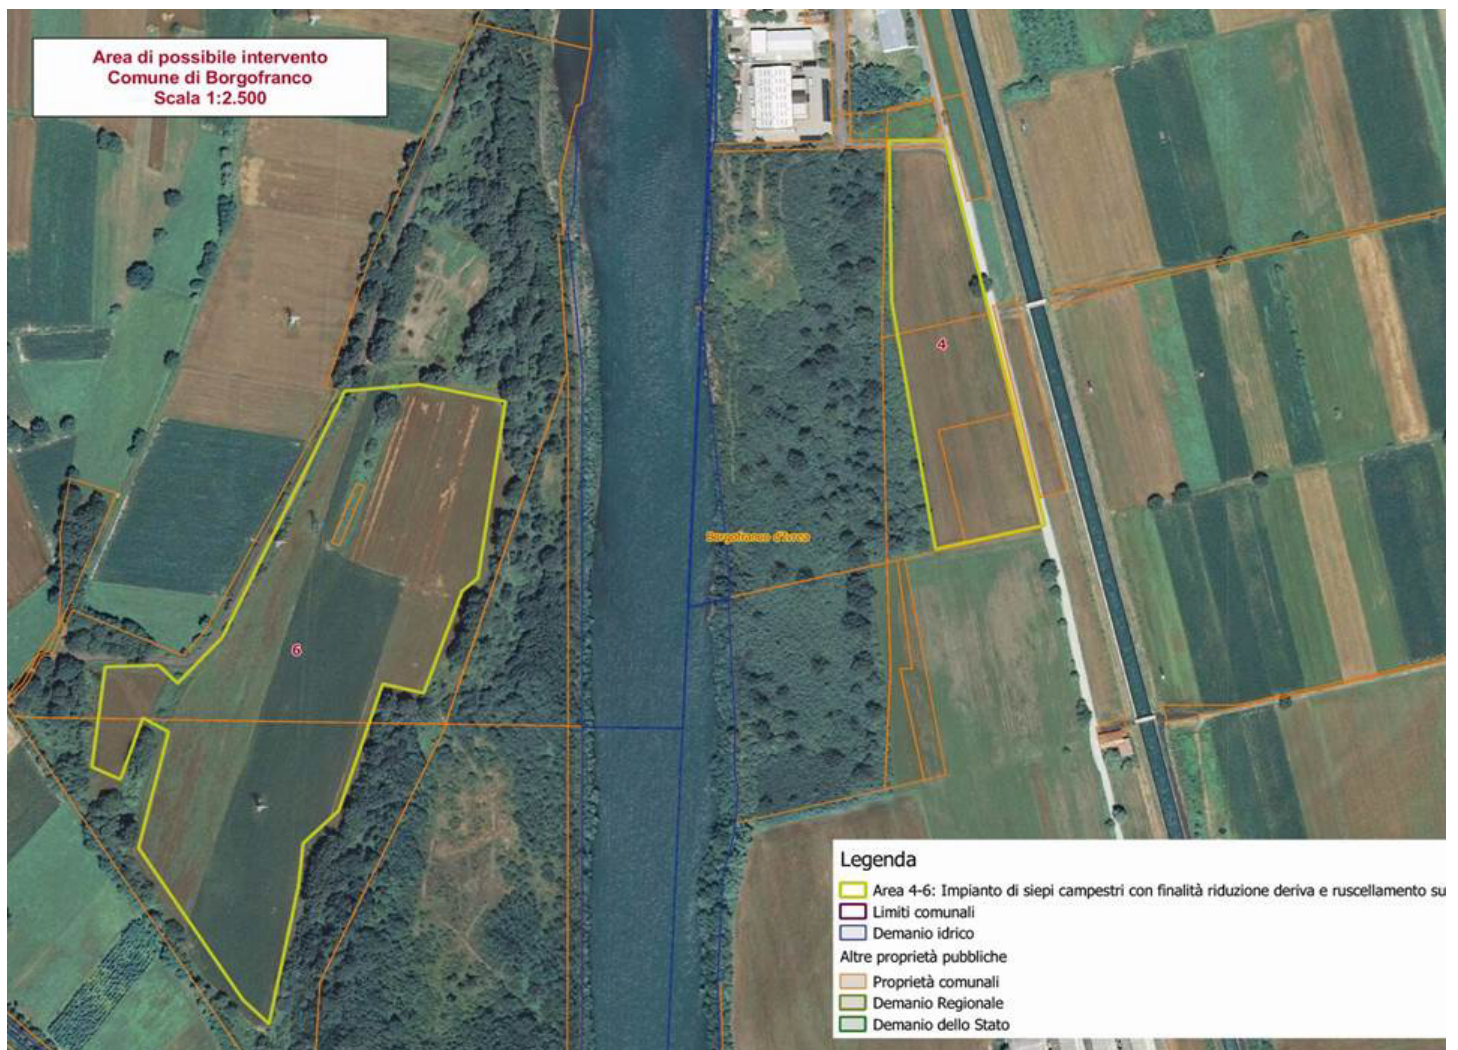 Area di possibile intervento
Comune di Borgofranco
Scala 1:2.500
4
Borgofranco d'Ivrea
6
Legenda
Area 4-6: Impianto di siepi campestri con finalità riduzione deriva e ruscellamento su
Limiti comunali
Demanio idrico
Altre proprietà pubbliche
Proprietà comunali
Demanio Regionale
Demanio dello Stato